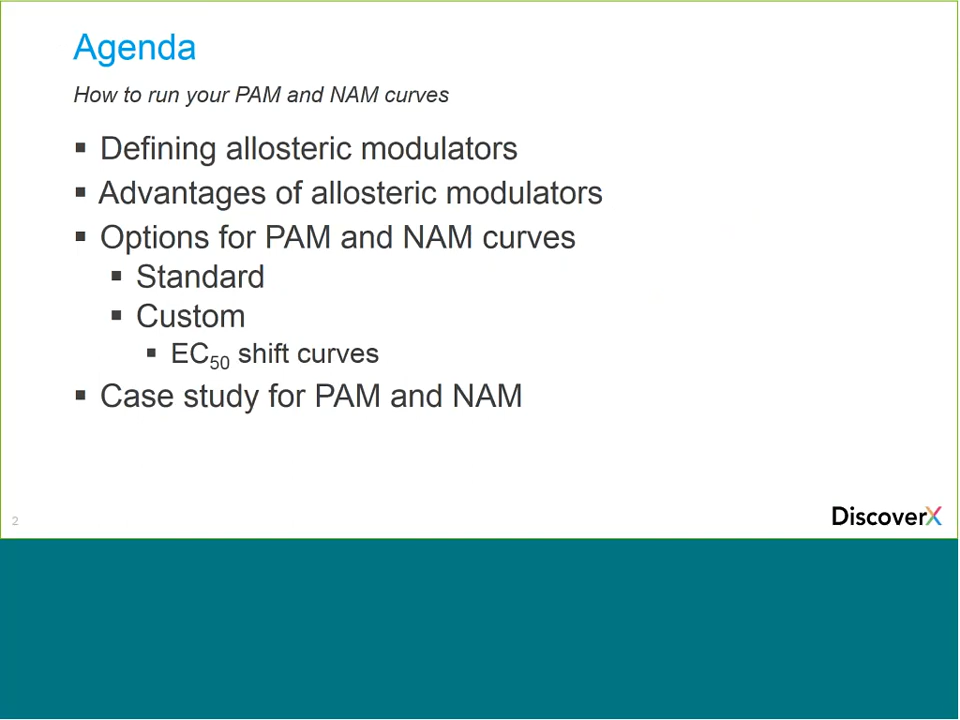 Agenda
How to run your PAM and NAM curves
▪ Defining allosteric modulators
▪ Advantages of allosteric modulators
▪ Options for PAM and NAM curves
▪ Standard
▪ Custom
▪ EC50 shift curves
▪ Case study for PAM and NAM
2
DiscoverX